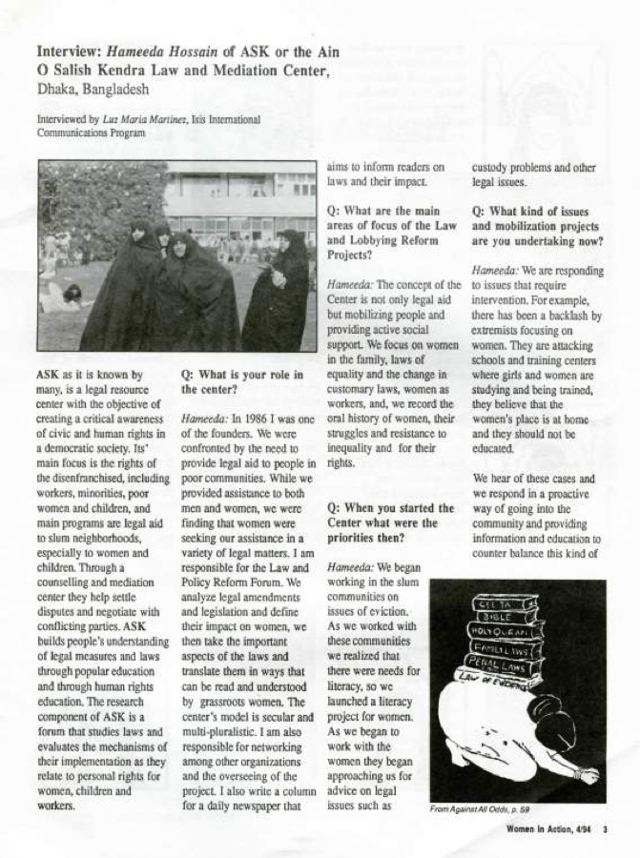 Interview: Hameeda Hossain of ASK or the Ain
O Salish Kendra Law and Mediation Center,
Dhaka, Bangladesh
Interviewed by Luz Maria Martinez, Isis International
Communications Program
ASK as it is known by
many, is a legal resource
center with the objective of
creating a critical awareness
of civic and human rights in
a democratic society. Its'
main focus is the rights of
the disenfranchised, including
workers, minorities, poor
women and children, and
main programs are legal aid
to slum neighborhoods,
especially to women and
children. Through a
counselling and mediation
center they help settle
disputes and negotiate with
conflicting parties. ASK
builds people's understanding
of legal measures and laws
through popular education
and through human rights
education. The research
component of ASK is a
forum that studies laws and
evaluates the mechanisms of
their implementation as they
relate to personal rights for
women, children and
workers.
Q: What is your role in
the center?
Hameeda: In 1986 I was one
of the founders. We were
confronted by the need to
provide legal aid to people in
poor communities. While we
provided assistance to both
men and women, we were
finding that women were
seeking our assistance in a
variety of legal matters. I am
responsible for the Law and
Policy Reform Forum. We
analyze legal amendments
and legislation and define
their impact on women, we
then take the important
aspects of the laws and
translate them in ways that
can be read and understood
by grassroots women. The
center's model is secular and
multi-pluralistic. I am also
responsible for networking
among other organizations
and the overseeing of the
project. I also write a column
for a daily newspaper that
aims to inform readers on
laws and their impact.
Q: What are the main
areas of focus of the Law
and Lobbying Reform
Projects?
Hameeda: The concept of the
Center is not only legal aid
but mobilizing people and
providing active social
support. We focus on women
in the family, laws of
equality and the change in
customary laws, women as
workers, and, we record the
oral history of women, their
struggles and resistance to
inequality and for their
rights.
Q: When you started the
Center what were the
priorities then?
Hameeda: We began
working in the slum
communities on
issues of eviction.
As we worked with
these communities
we realized that
there were needs for
literacy, so we
launched a literacy
project for women.
As we began to
work with the
women they began
approaching us for
advice on legal
issues such as
custody problems and other
legal issues.
Q: What kind of issues
and mobilization projects
are you undertaking now?
Hameeda: We are responding
to issues that require
intervention. For example,
there has been a backlash by
extremists focusing on
women. They are attacking
schools and training centers
where girls and women are
studying and being trained,
they believe that the
women's place is at home
and they should not be
educated.
We hear of these cases and
we respond in a proactive
way of going into the
community and providing
information and education to
counter balance this kind of
BIBLE
HOLY QURAN
FAMILY LAWS
PENAL LAWS
LAW OF EVIDENCE
From Against All Odds, p. 59
Women In Action, 4/94 3